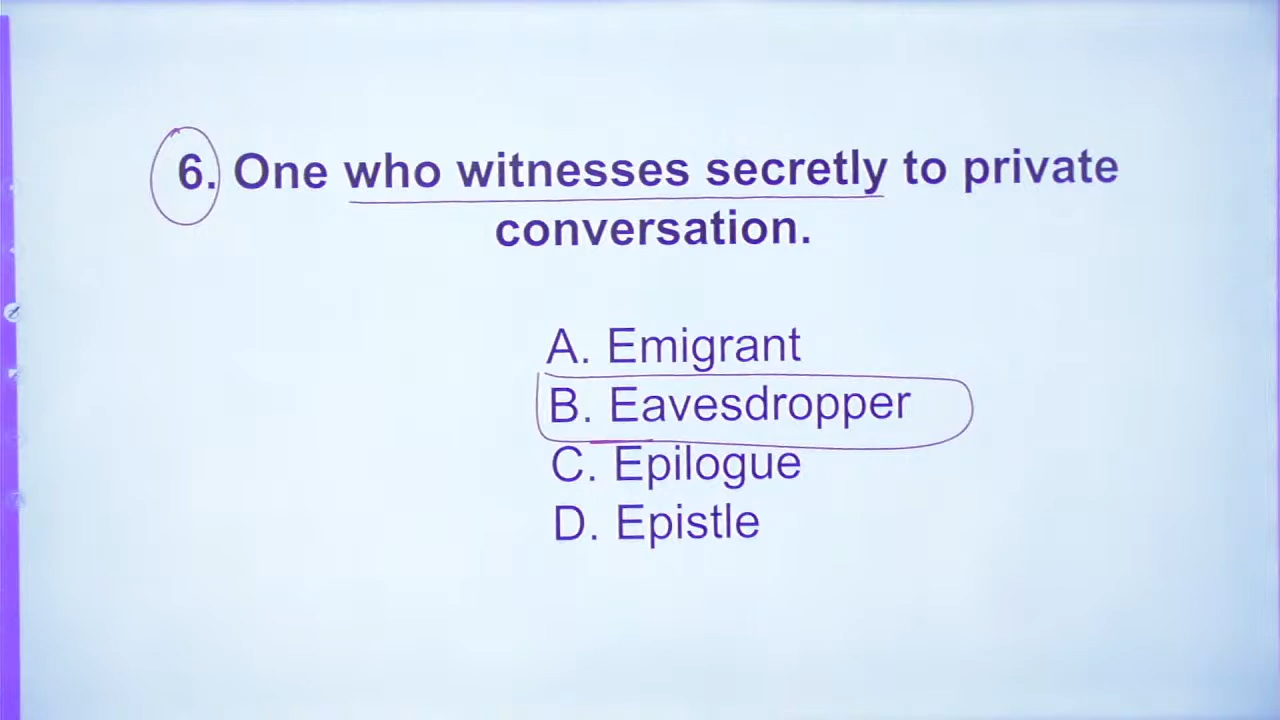 6. One who witnesses secretly to private
conversation.
A. Emigrant
B. Eavesdropper
C. Epilogue
D. Epistle